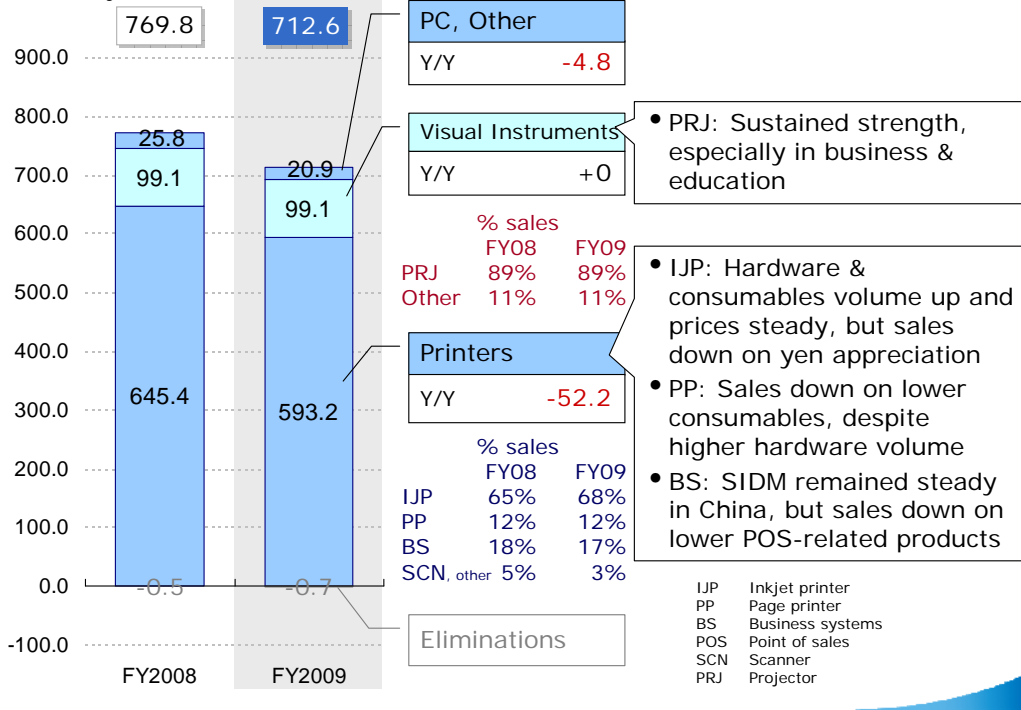 769.8
712.6
900.0
800.0
700.0
600.0
500.0
400.0
300.0
200.0
100.0
0.0
-100.0
25.8
99.1
645.4
-0.5
20.9
99.1
593.2
-0.7
FY2008
FY2009
PC, Other
Y/Y -4.8
Visual Instruments
Y/Y +0
% sales
FY08 FY09
PRJ 89% 89%
Other 11% 11%
Printers
Y/Y -52.2
% sales
FY08 FY09
IJP 65% 68%
PP 12% 12%
BS 18% 17%
SCN, other 5% 3%
Eliminations
• PRJ: Sustained strength,
especially in business &
education
• IJP: Hardware &
consumables volume up and
prices steady, but sales
down on yen appreciation
• PP: Sales down on lower
consumables, despite
higher hardware volume
• BS: SIDM remained steady
in China, but sales down on
lower POS-related products
IJP Inkjet printer
PP Page printer
BS Business systems
POS Point of sales
SCN Scanner
PRJ Projector